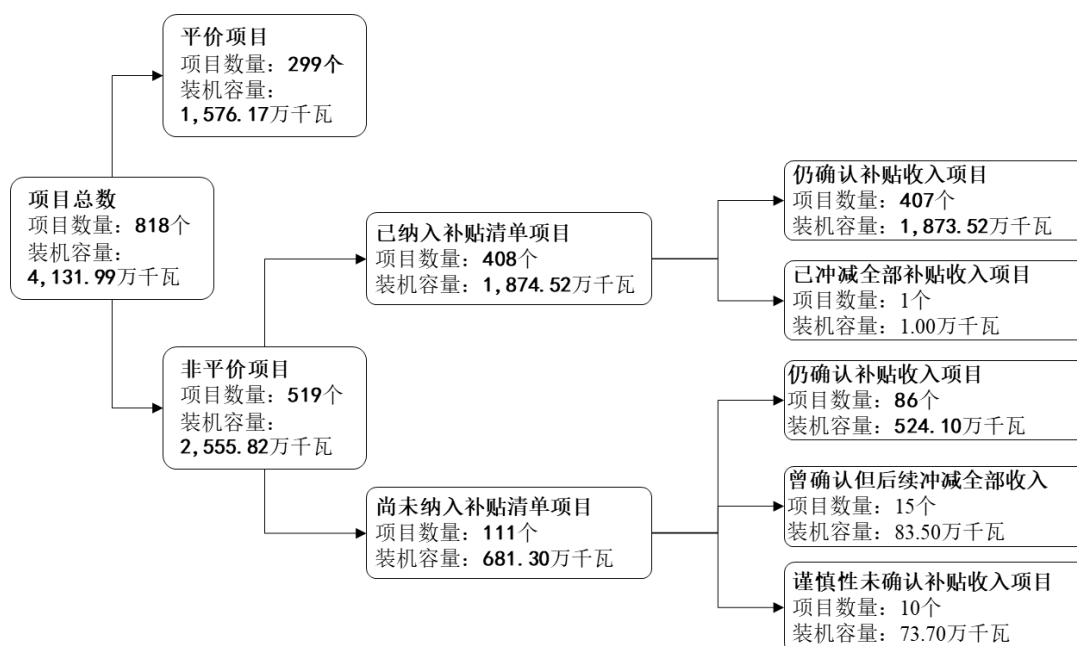 平价项目
项目数量：299个
装机容量：
1,576.17万千瓦
项目总数
项目数量：818个
装机容量：
4,131.99万千瓦
非平价项目
项目数量：519个
装机容量：
2,555.82万千瓦
已纳入补贴清单项目
项目数量：408个
装机容量：1,874.52万千瓦
尚未纳入补贴清单项目
项目数量：111个
装机容量：681.30万千瓦
仍确认补贴收入项目
项目数量：407个
装机容量：1,873.52万千瓦
已冲减全部补贴收入项目
项目数量：1个
装机容量：1.00万千瓦
仍确认补贴收入项目
项目数量：86个
装机容量：524.10万千瓦
曾确认但后续冲减全部收入
项目数量：15个
装机容量：83.50万千瓦
谨慎性未确认补贴收入项目
项目数量：10个
装机容量：73.70万千瓦